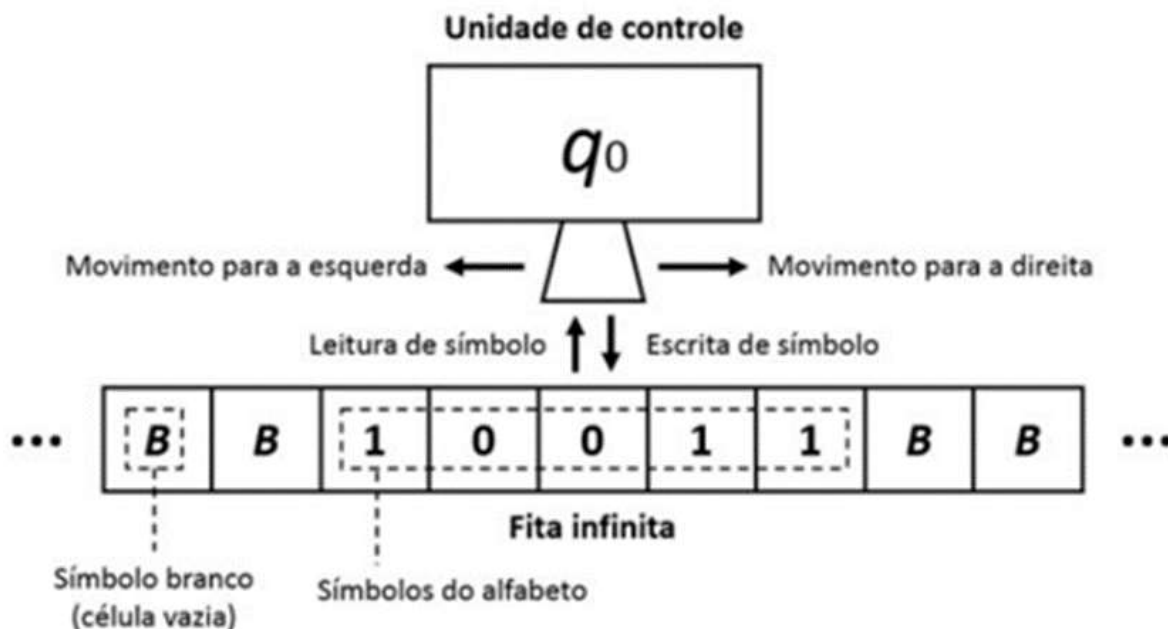 Unidade de controle
q0
Movimento para a esquerda
Movimento para a direita
Leitura de símbolo
Escrita de símbolo
... B B 1 0 0 1 1 B B ...
Fita infinita
Símbolo branco
(célula vazia)
Símbolos do alfabeto